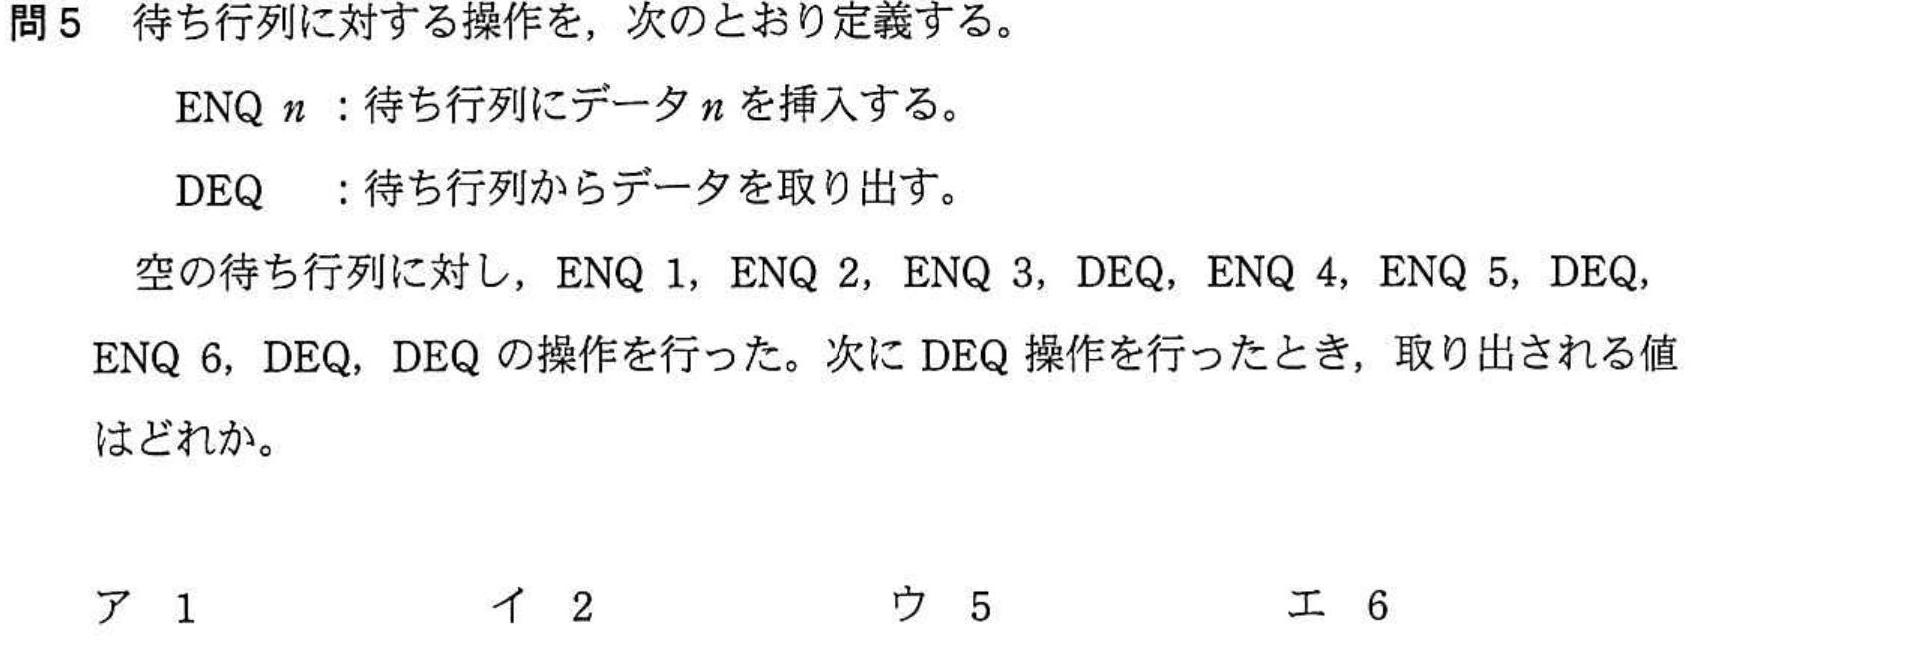 問5 待ち行列に対する操作を，次のとおり定義する。
ENQ n ：待ち行列にデータ n を挿入する。
DEQ ：待ち行列からデータを取り出す。
空の待ち行列に対し，ENQ 1，ENQ 2，ENQ 3，DEQ，ENQ 4，ENQ 5，DEQ，
ENQ 6，DEQ，DEQ の操作を行った。次に DEQ 操作を行ったとき，取り出される値
はどれか。
ア 1 イ 2 ウ 5 エ 6